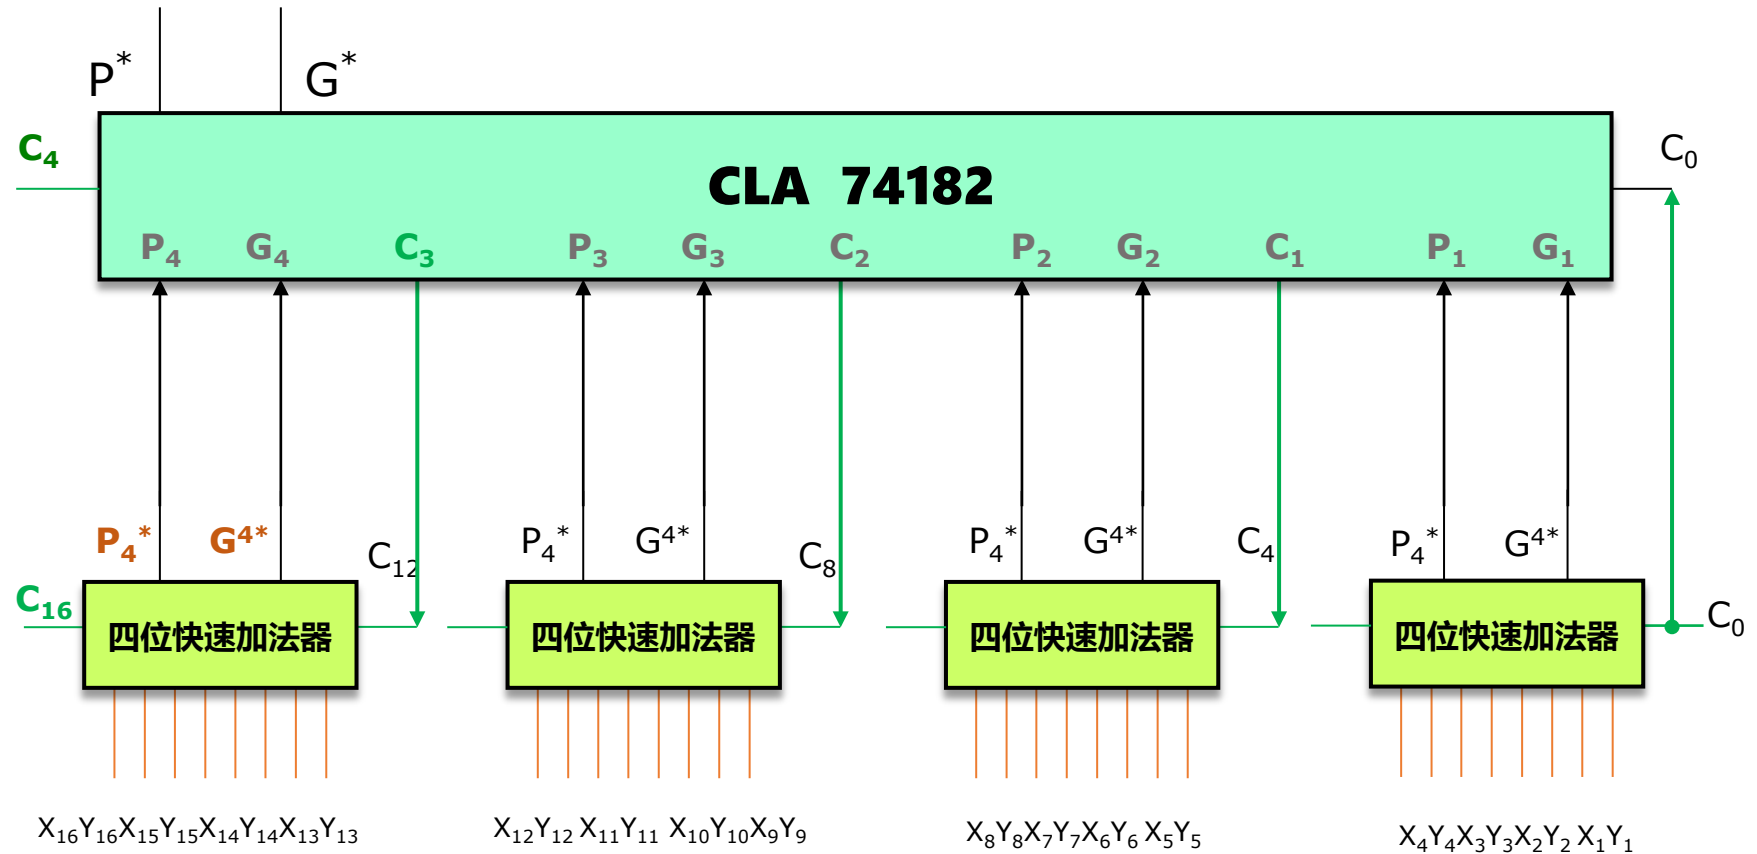 P* G*
C₄ CLA 74182 C₀
P₄ G₄ C₃ P₃ G₃ C₂ P₂ G₂ C₁ P₁ G₁
P₄* G⁴* C₁₂ P₄* G⁴* C₈ P₄* G⁴* C₄ P₄* G⁴*
C₁₆ 四位快速加法器 四位快速加法器 四位快速加法器 四位快速加法器 C₀
X₁₆Y₁₆X₁₅Y₁₅X₁₄Y₁₄X₁₃Y₁₃ X₁₂Y₁₂ X₁₁Y₁₁ X₁₀Y₁₀X₉Y₉ X₈Y₈X₇Y₇X₆Y₆ X₅Y₅ X₄Y₄X₃Y₃X₂Y₂ X₁Y₁